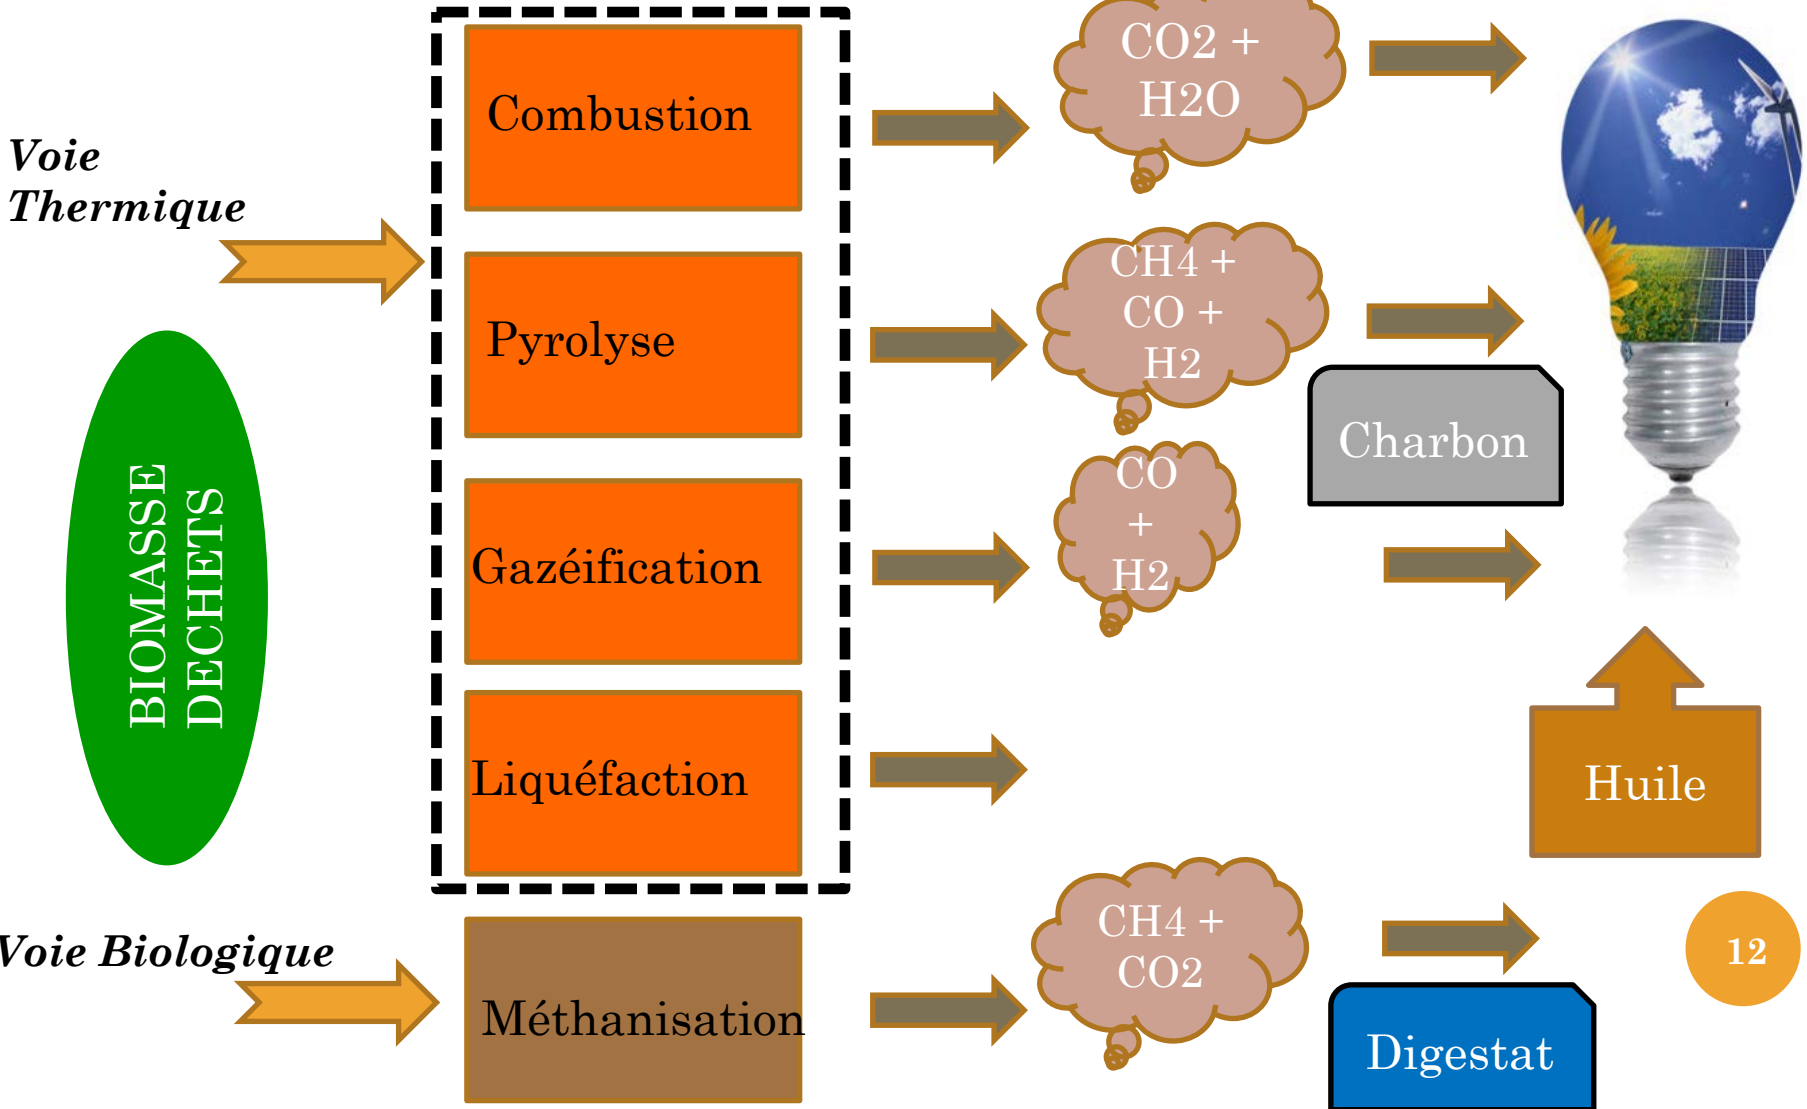 Voie
Thermique
BIOMASSE
DECHETS
Voie Biologique
Combustion
Pyrolyse
Gazéification
Liquéfaction
Méthanisation
CO2 +
H2O
CH4 +
CO +
H2
CO
+
H2
CH4 +
CO2
Charbon
Huile
Digestat
12